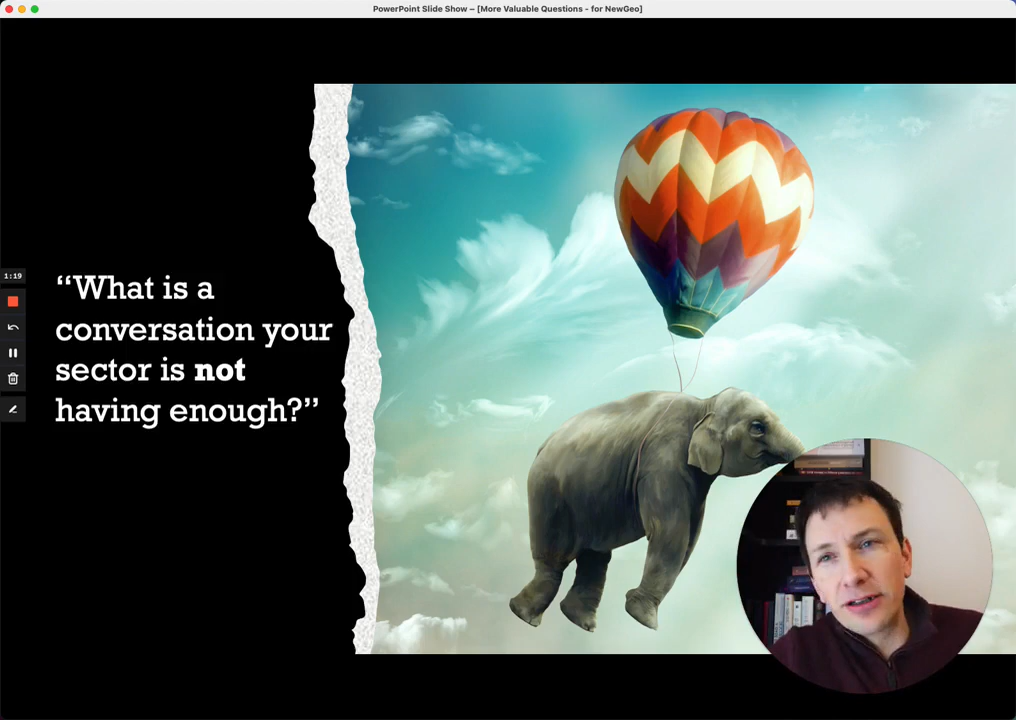 PowerPoint Slide Show – [More Valuable Questions - for NewGeo]
1:19
“What is a
conversation your
sector is not
having enough?”